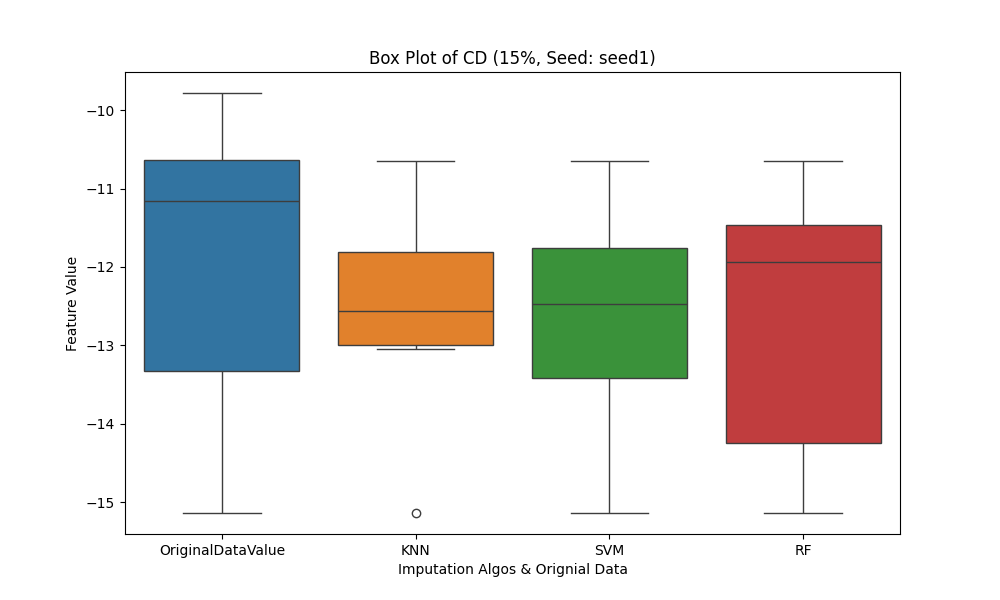 Box Plot of CD (15%, Seed: seed1)
Feature Value
−10
−11
−12
−13
−14
−15
OriginalDataValue
KNN
SVM
RF
Imputation Algos & Orignial Data